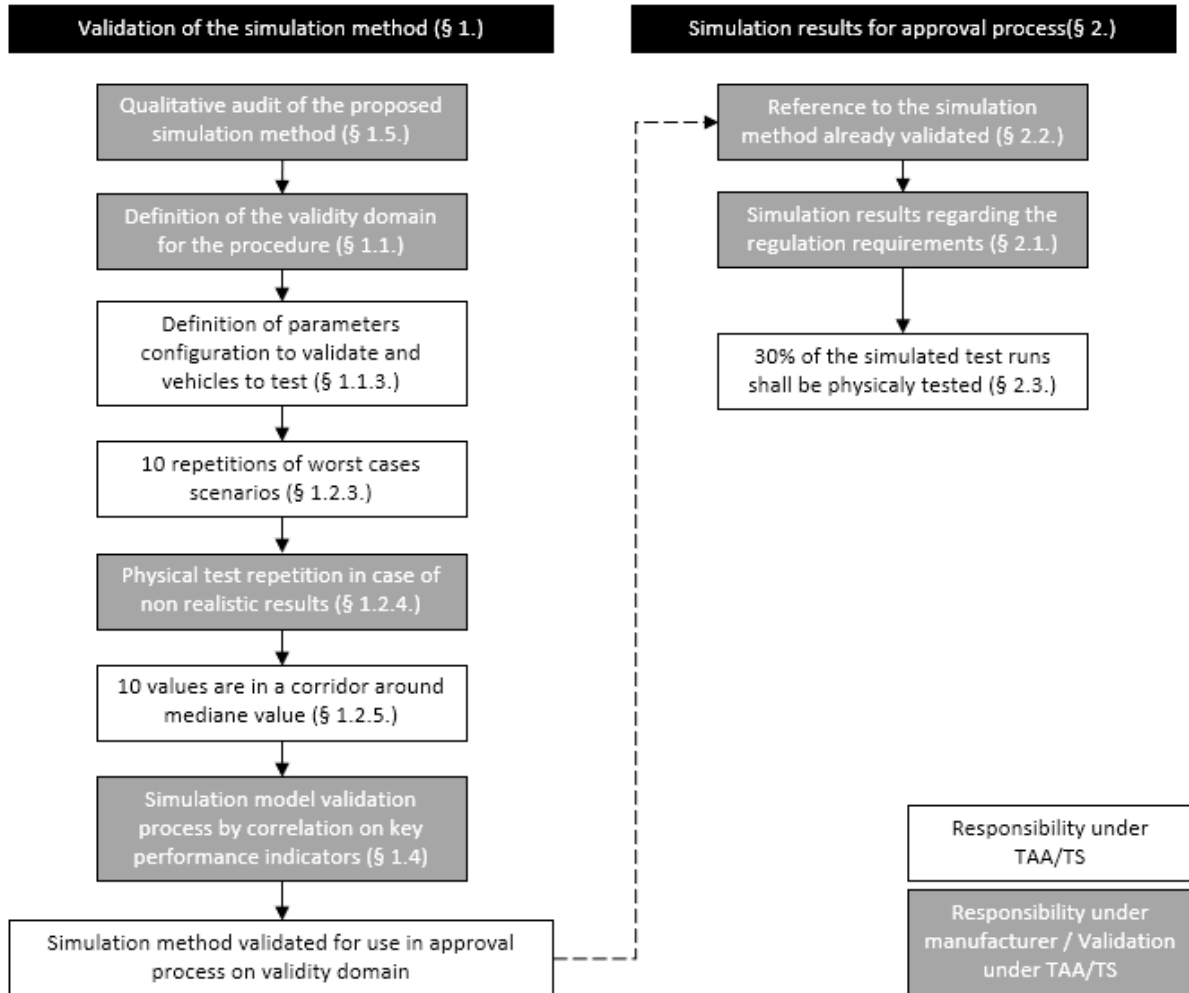 Validation of the simulation method (§ 1.)
Qualitative audit of the proposed
simulation method (§ 1.5.)
Definition of the validity domain
for the procedure (§ 1.1.)
Definition of parameters
configuration to validate and
vehicles to test (§ 1.1.3.)
10 repetitions of worst cases
scenarios (§ 1.2.3.)
Physical test repetition in case of
non realistic results (§ 1.2.4.)
10 values are in a corridor around
mediane value (§ 1.2.5.)
Simulation model validation
process by correlation on key
performance indicators (§ 1.4)
Simulation method validated for use in approval
process on validity domain
Simulation results for approval process(§ 2.)
Reference to the simulation
method already validated (§ 2.2.)
Simulation results regarding the
regulation requirements (§ 2.1.)
30% of the simulated test runs
shall be physicaly tested (§ 2.3.)
Responsibility under
TAA/TS
Responsibility under
manufacturer / Validation
under TAA/TS